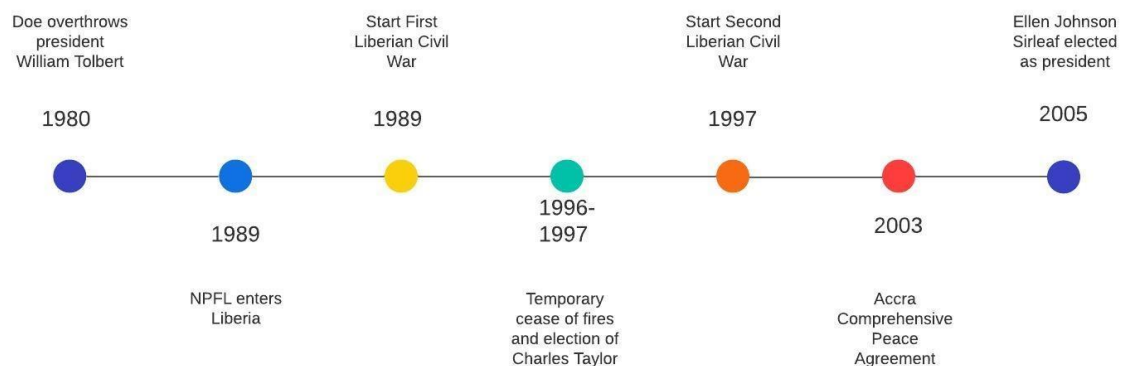 Doe overthrows
president
William Tolbert
1980
NPFL enters
Liberia
1989
Start First
Liberian Civil
War
1989
1996-
1997
Temporary
cease of fires
and election of
Charles Taylor
Start Second
Liberian Civil
War
1997
2003
Accra
Comprehensive
Peace
Agreement
Ellen Johnson
Sirleaf elected
as president
2005